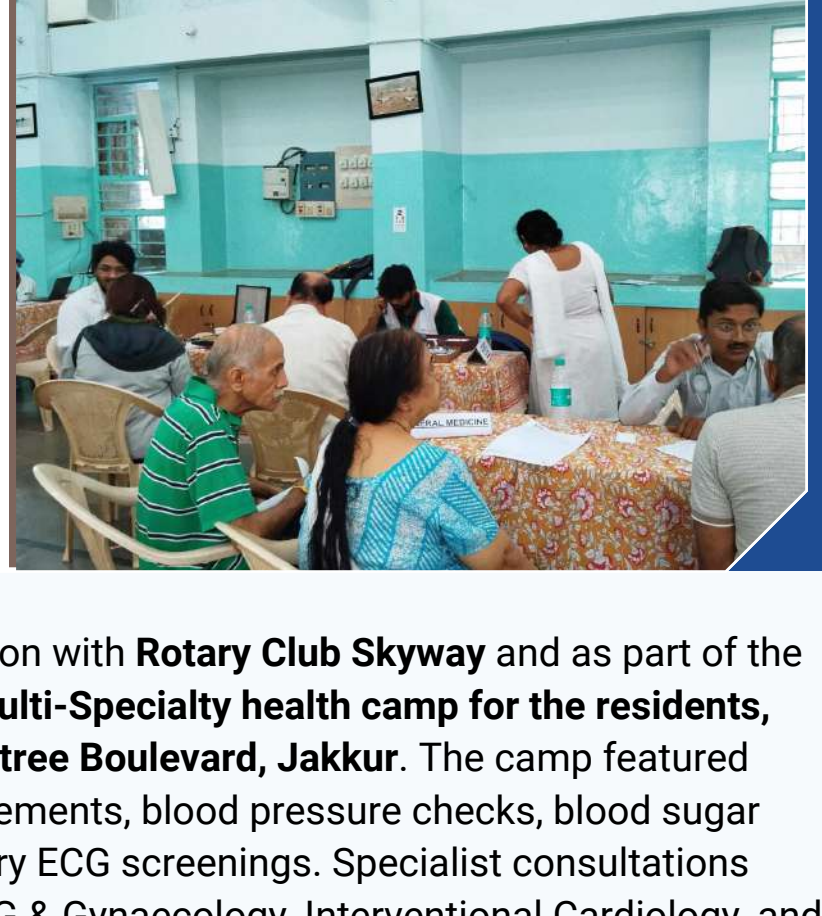 ERAL MEDICINE
on with Rotary Club Skyway and as part of the
ulti-Specialty health camp for the residents,
tree Boulevard, Jakkur. The camp featured
ements, blood pressure checks, blood sugar
ry ECG screenings. Specialist consultations
G & Gynaecology, Interventional Cardiology, and